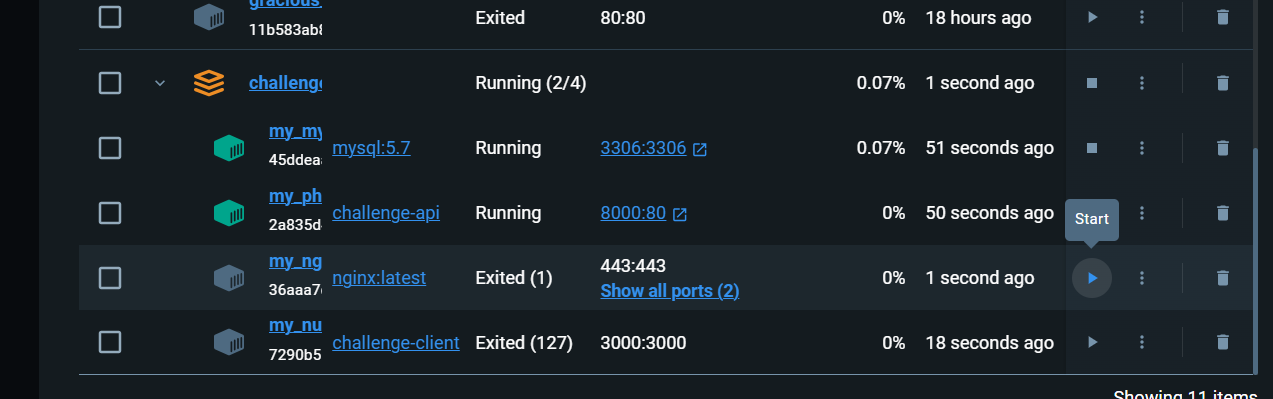 gracious_
Exited 80:80 0% 18 hours ago
11b583ab
challenge Running (2/4) 0.07% 1 second ago
my_my
mysql:5.7 Running 3306:3306 0.07% 51 seconds ago
45ddea
my_ph
challenge-api Running 8000:80 0% 50 seconds ago
2a835d
Start
my_ng 443:443
nginx:latest Exited (1) 0% 1 second ago
36aaa7 Show all ports (2)
my_nu
challenge-client Exited (127) 3000:3000 0% 18 seconds ago
7290b5
Showing 11 items